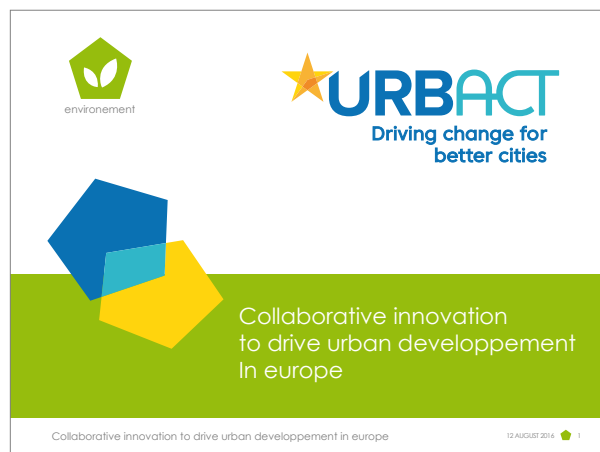 environement
URBACT
Driving change for
better cities
Collaborative innovation
to drive urban developpement
In europe
Collaborative innovation to drive urban developpement in europe
12 AUGUST 2016 1